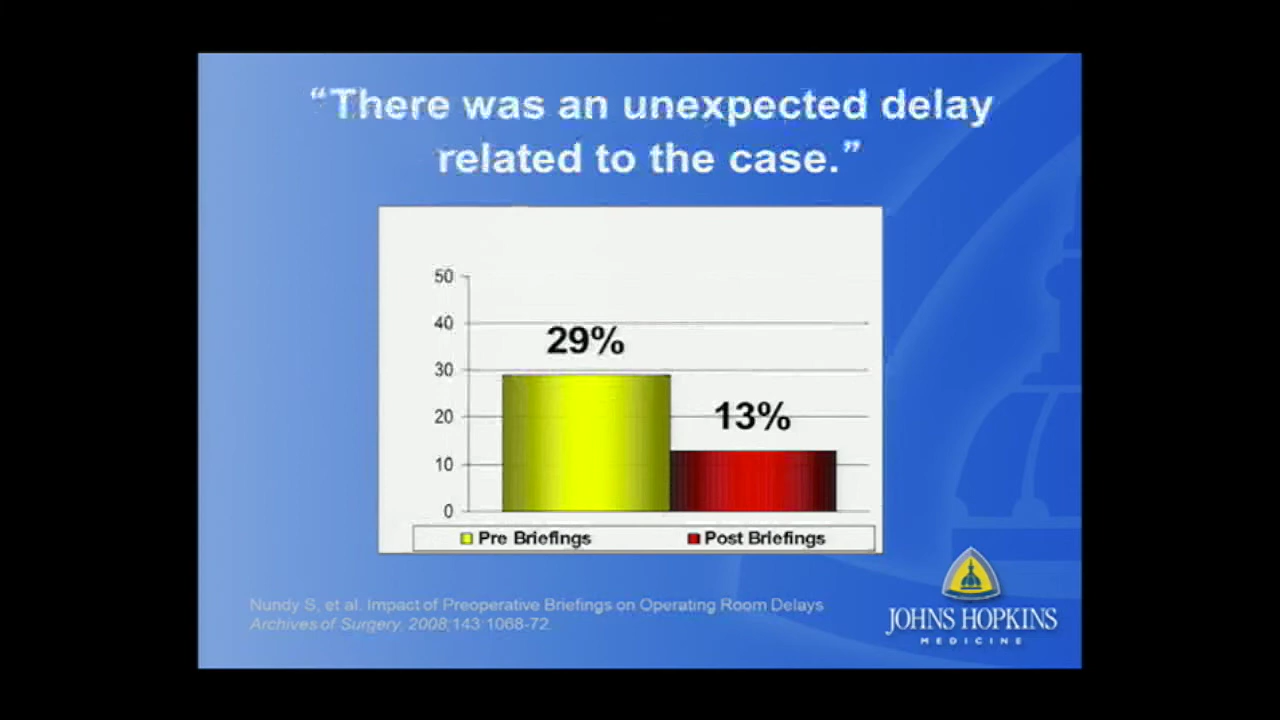 “There was an unexpected delay
related to the case.”
50
40
29%
30
13%
20
10
0
Pre Briefings
Post Briefings
Nundy S, et al. Impact of Preoperative Briefings on Operating Room Delays
Archives of Surgery, 2008;143:1068-72.
JOHNS HOPKINS
MEDICINE